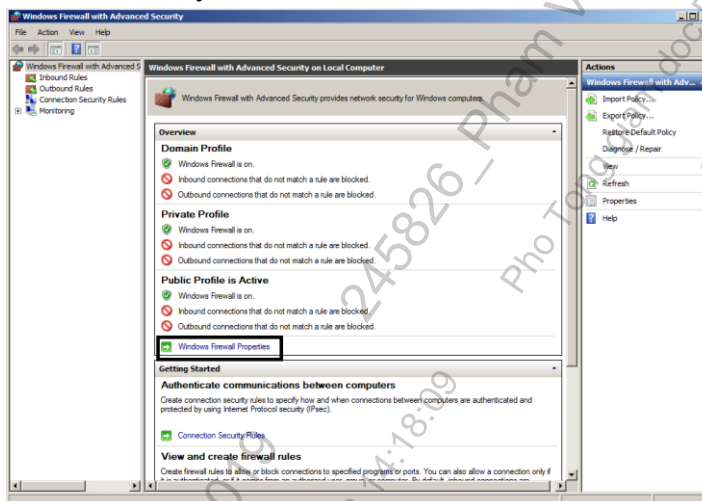 Windows Firewall with Advanced Security
File Action View Help
Windows Firewall with Advanced S
Inbound Rules
Outbound Rules
Connection Security Rules
Monitoring
Windows Firewall with Advanced Security on Local Computer
Windows Firewall with Advanced Security provides network security for Windows computers.
Overview
Domain Profile
Windows Firewall is on.
Inbound connections that do not match a rule are blocked.
Outbound connections that do not match a rule are blocked.
Private Profile
Windows Firewall is on.
Inbound connections that do not match a rule are blocked.
Outbound connections that do not match a rule are blocked.
Public Profile is Active
Windows Firewall is on.
Inbound connections that do not match a rule are blocked.
Outbound connections that do not match a rule are blocked.
Windows Firewall Properties
Getting Started
Authenticate communications between computers
Create connection security rules to specify how and when connections between computers are authenticated and
protected by using Internet Protocol security (IPsec).
Connection Security Rules
View and create firewall rules
Create firewall rules to allow or block connections to specified programs or ports. You can also allow a connection only if
Actions
Windows Firewall with Adv...
Import Policy...
Export Policy...
Restore Default Policy
Diagnose / Repair
View
Refresh
Properties
Help
245826_Pham V
Pho Tong giam doc
019
14:18:09